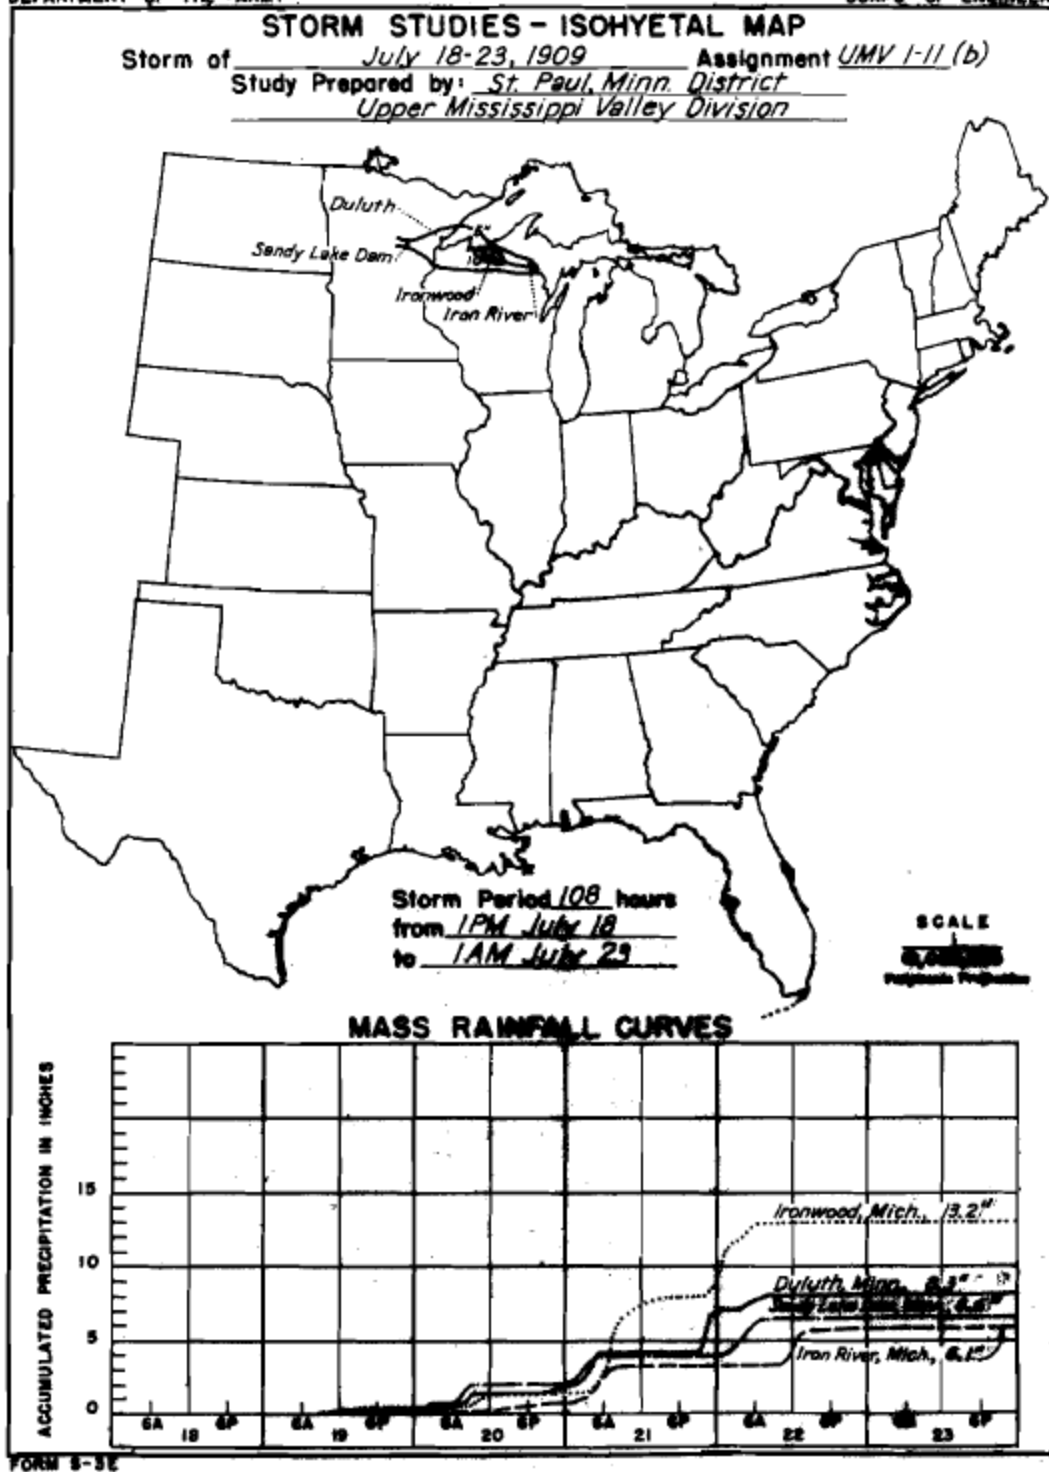 STORM STUDIES - ISOHYETAL MAP
Storm of July 18-23, 1909 Assignment UMV 1-11 (b)
Study Prepared by: St. Paul, Minn. District
Upper Mississippi Valley Division
Duluth
Sandy Lake Dam
Ironwood
Iron River
Storm Period 108 hours
from 1PM July 18
to 1AM July 23
SCALE
MASS RAINFALL CURVES
ACCUMULATED PRECIPITATION IN INCHES
15
10
5
0
Ironwood, Mich., 13.2"
Duluth, Minn.,
Iron River, Mich., 6.1"
6A 6P 6A 6P 6A 6P 6A 6P 6A 6P 6A 6P
18 19 20 21 22 23
FORM S-3E